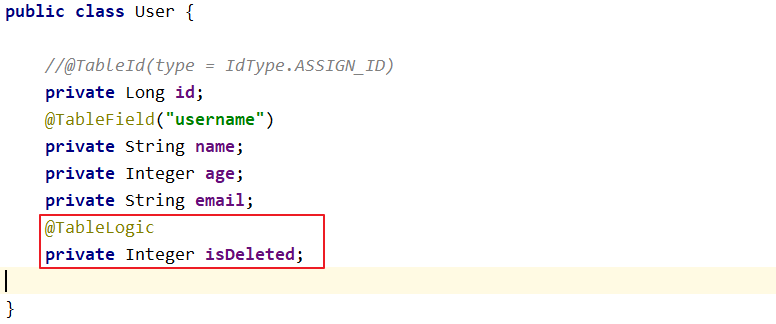 public class User {
//@TableId(type = IdType.ASSIGN_ID)
private Long id;
@TableField("username")
private String name;
private Integer age;
private String email;
@TableLogic
private Integer isDeleted;
}